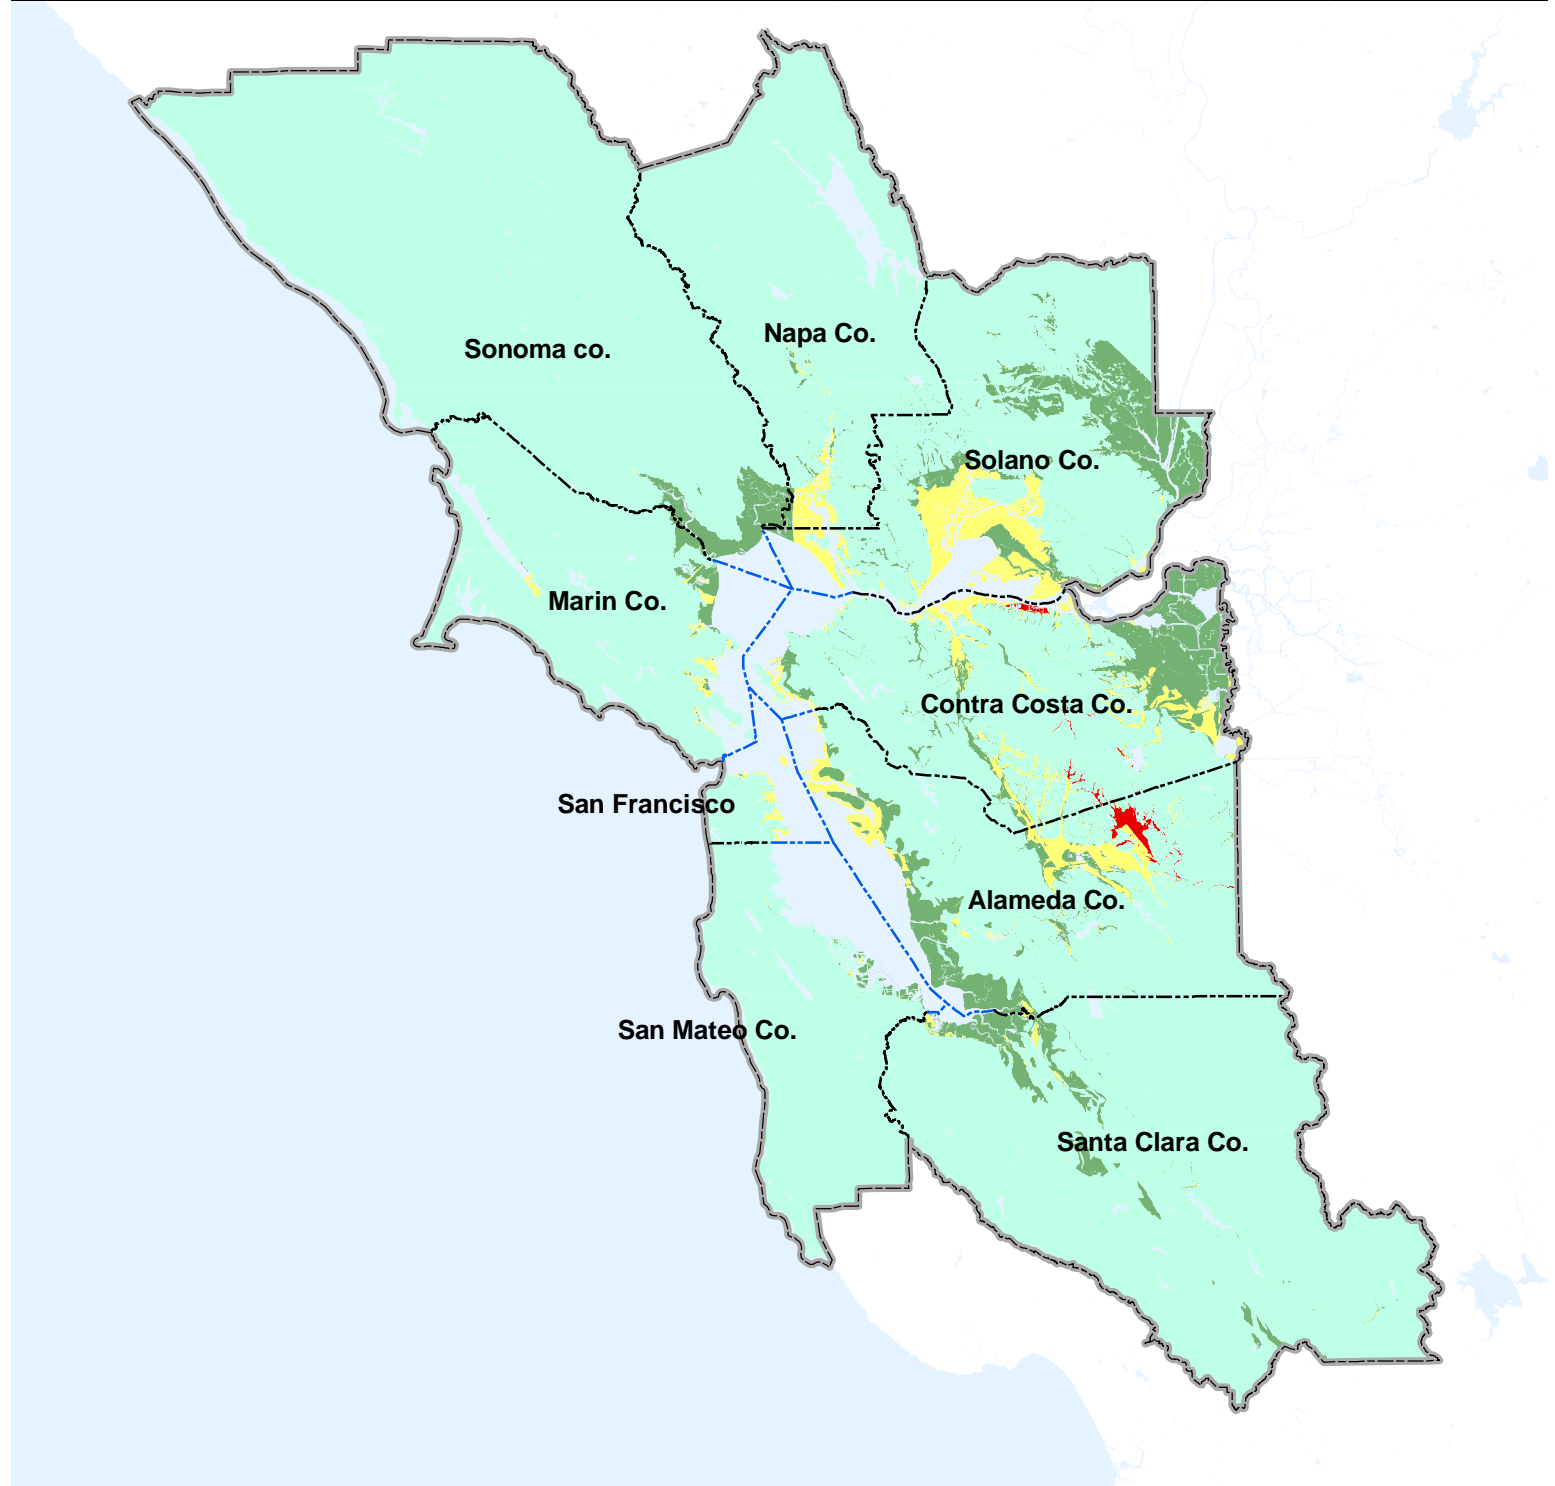 Napa Co.
Sonoma co.
Solano Co.
Marin Co.
Contra Costa Co.
San Francisco
Alameda Co.
San Mateo Co.
Santa Clara Co.